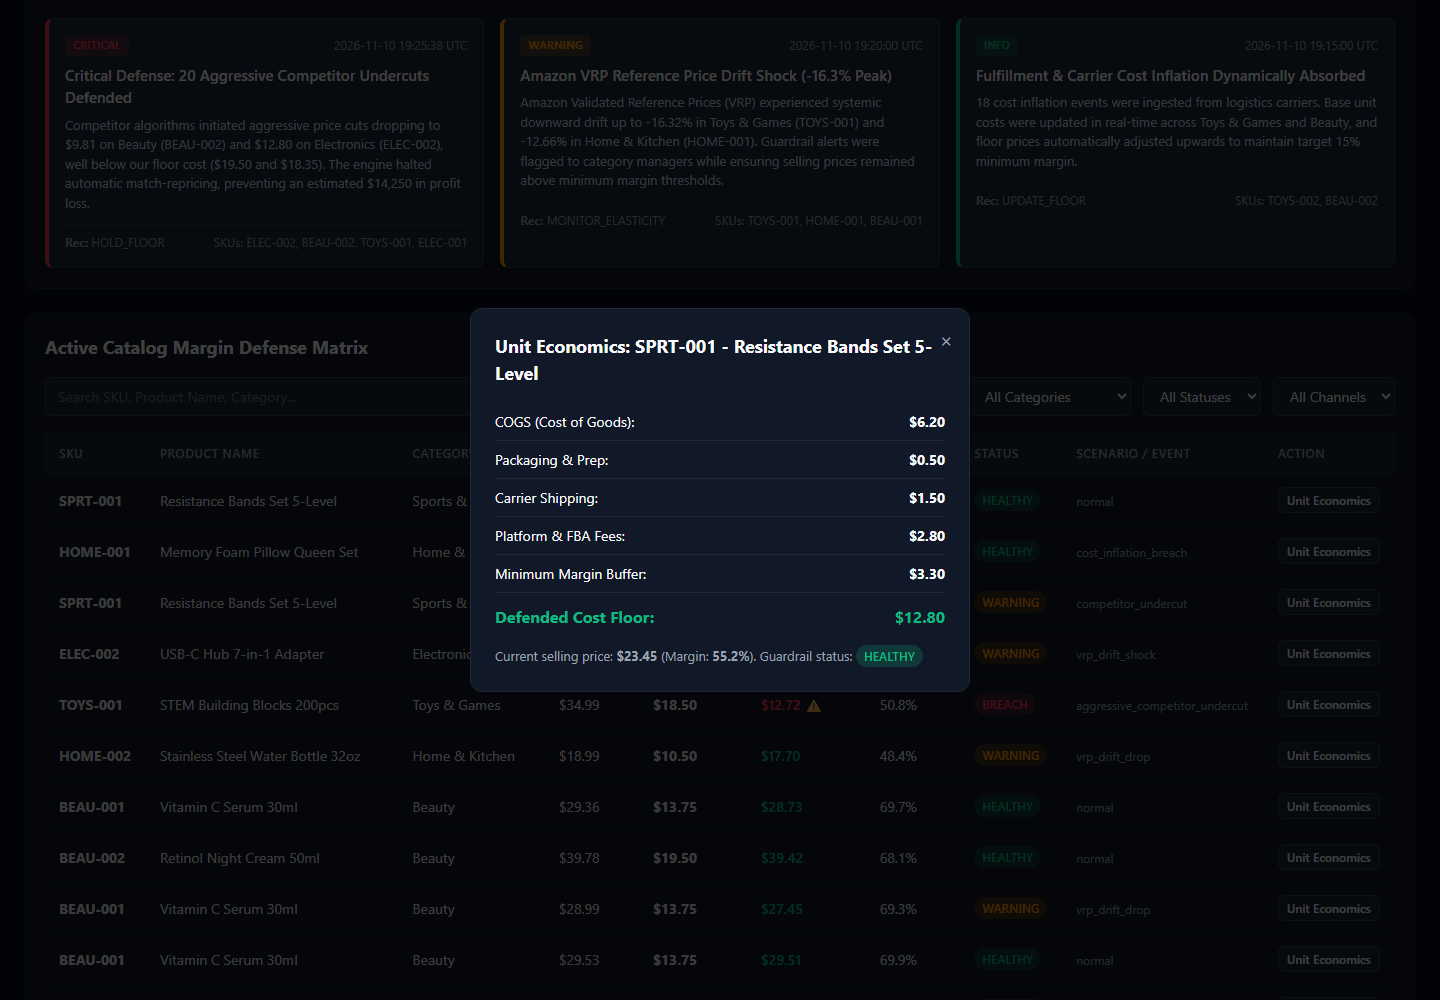 CRITICAL
2026-11-10 19:25:38 UTC
Critical Defense: 20 Aggressive Competitor Undercuts
Defended
Competitor algorithms initiated aggressive price cuts dropping to
$9.81 on Beauty (BEAU-002) and $12.80 on Electronics (ELEC-002),
well below our floor cost ($19.50 and $18.35). The engine halted
automatic match-repricing, preventing an estimated $14,250 in profit
loss.
Rec: HOLD_FLOOR
SKUs: ELEC-002, BEAU-002, TOYS-001, ELEC-001
WARNING
2026-11-10 19:20:00 UTC
Amazon VRP Reference Price Drift Shock (-16.3% Peak)
Amazon Validated Reference Prices (VRP) experienced systemic
downward drift up to -16.32% in Toys & Games (TOYS-001) and
-12.66% in Home & Kitchen (HOME-001). Guardrail alerts were
flagged to category managers while ensuring selling prices remained
above minimum margin thresholds.
Rec: MONITOR_ELASTICITY
SKUs: TOYS-001, HOME-001, BEAU-001
INFO
2026-11-10 19:15:00 UTC
Fulfillment & Carrier Cost Inflation Dynamically Absorbed
18 cost inflation events were ingested from logistics carriers. Base unit
costs were updated in real-time across Toys & Games and Beauty, and
floor prices automatically adjusted upwards to maintain target 15%
minimum margin.
Rec: UPDATE_FLOOR
SKUs: TOYS-002, BEAU-002
Active Catalog Margin Defense Matrix
Search SKU, Product Name, Category...
All Categories
All Statuses
All Channels
SKU PRODUCT NAME CATEGOR STATUS SCENARIO / EVENT ACTION
SPRT-001 Resistance Bands Set 5-Level Sports & HEALTHY normal Unit Economics
HOME-001 Memory Foam Pillow Queen Set Home & HEALTHY cost_inflation_breach Unit Economics
SPRT-001 Resistance Bands Set 5-Level Sports & WARNING competitor_undercut Unit Economics
ELEC-002 USB-C Hub 7-in-1 Adapter Electronic WARNING vrp_drift_shock Unit Economics
TOYS-001 STEM Building Blocks 200pcs Toys & Games $34.99 $18.50 $12.72 50.8% BREACH aggressive_competitor_undercut Unit Economics
HOME-002 Stainless Steel Water Bottle 32oz Home & Kitchen $18.99 $10.50 $17.70 48.4% WARNING vrp_drift_drop Unit Economics
BEAU-001 Vitamin C Serum 30ml Beauty $29.36 $13.75 $28.73 69.7% HEALTHY normal Unit Economics
BEAU-002 Retinol Night Cream 50ml Beauty $39.78 $19.50 $39.42 68.1% HEALTHY normal Unit Economics
BEAU-001 Vitamin C Serum 30ml Beauty $28.99 $13.75 $27.45 69.3% WARNING vrp_drift_drop Unit Economics
BEAU-001 Vitamin C Serum 30ml Beauty $29.53 $13.75 $29.51 69.9% HEALTHY normal Unit Economics
Unit Economics: SPRT-001 - Resistance Bands Set 5-
Level
×
COGS (Cost of Goods): $6.20
Packaging & Prep: $0.50
Carrier Shipping: $1.50
Platform & FBA Fees: $2.80
Minimum Margin Buffer: $3.30
Defended Cost Floor: $12.80
Current selling price: $23.45 (Margin: 55.2%). Guardrail status: HEALTHY